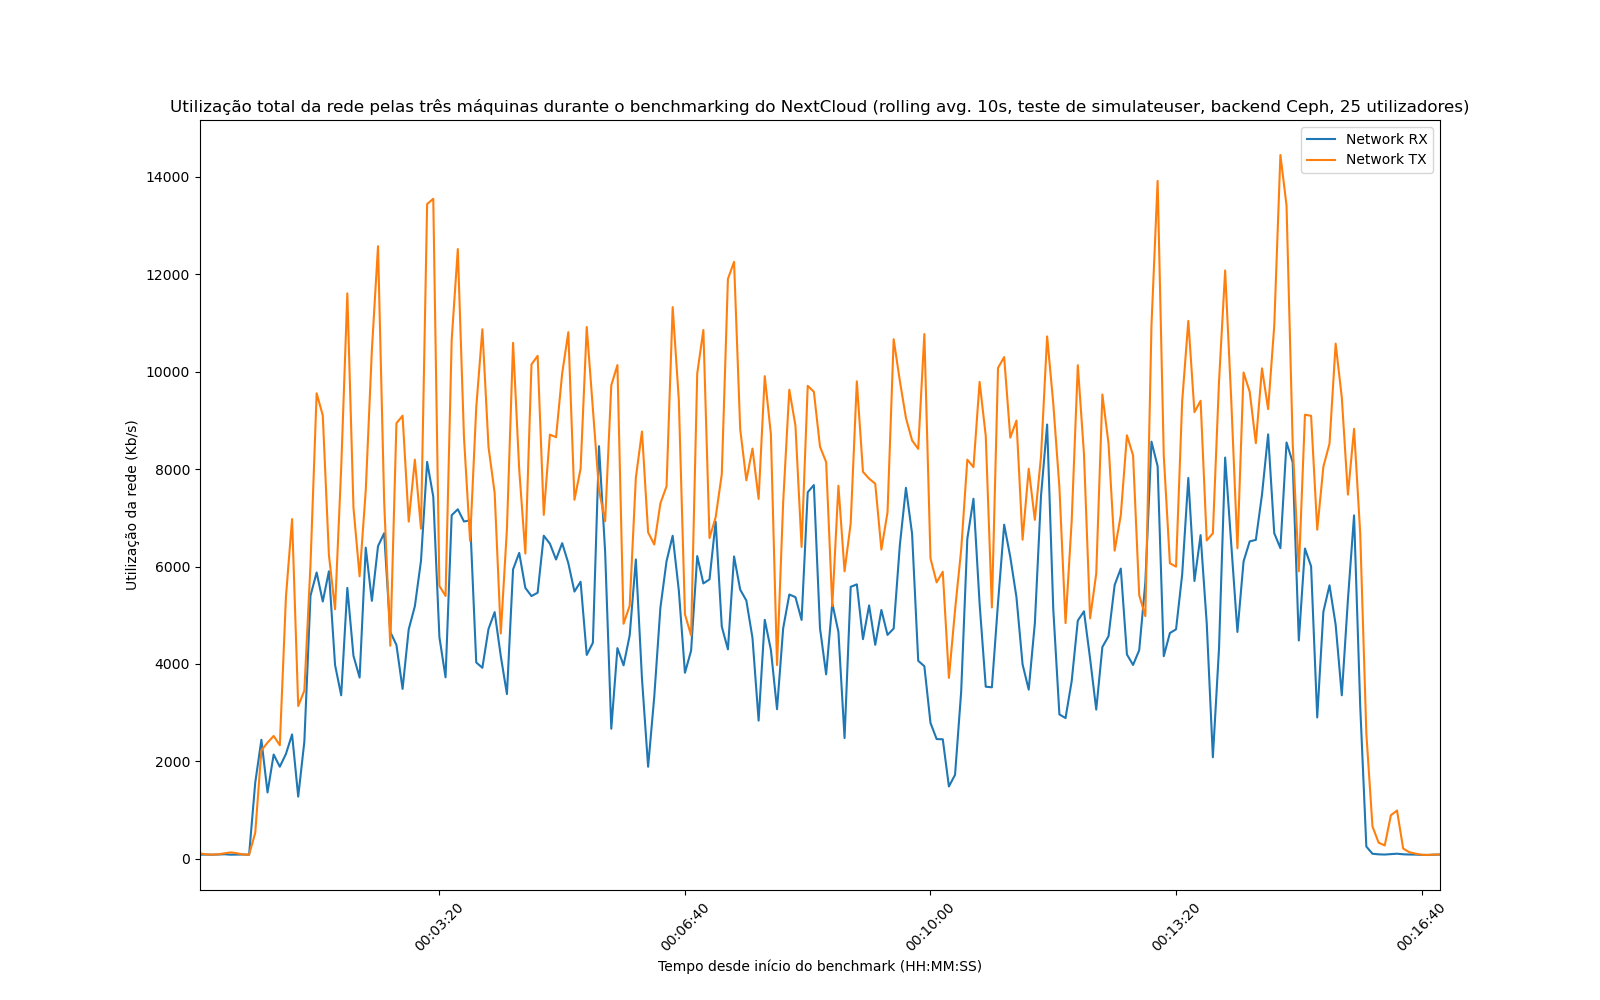 Utilização total da rede pelas três máquinas durante o benchmarking do NextCloud (rolling avg. 10s, teste de simulateuser, backend Ceph, 25 utilizadores)
Network RX
Network TX
Utilização da rede (Kb/s)
14000
12000
10000
8000
6000
4000
2000
0
00:03:20
00:06:40
00:10:00
00:13:20
00:16:40
Tempo desde início do benchmark (HH:MM:SS)